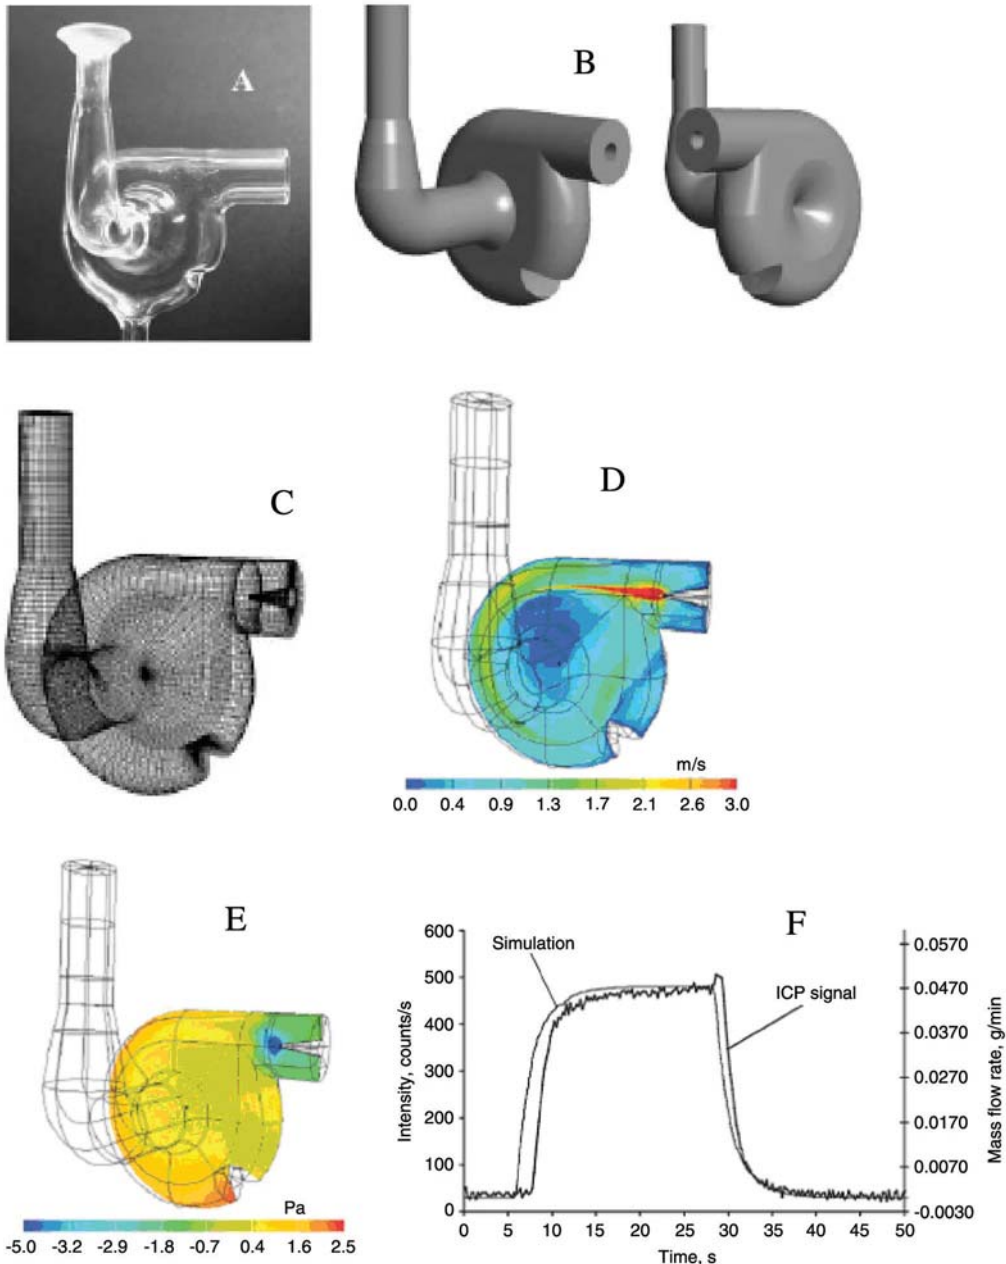 A
B
C
D
m/s
0.0 0.4 0.9 1.3 1.7 2.1 2.6 3.0
E
Pa
-5.0 -3.2 -2.9 -1.8 -0.7 0.4 1.6 2.5
F
Simulation
ICP signal
Intensity, counts/s
600
500
400
300
200
100
0
0.0570
0.0470
0.0370
0.0270
0.0170
0.0070
-0.0030
Mass flow rate, g/min
0 5 10 15 20 25 30 35 40 45 50
Time, s